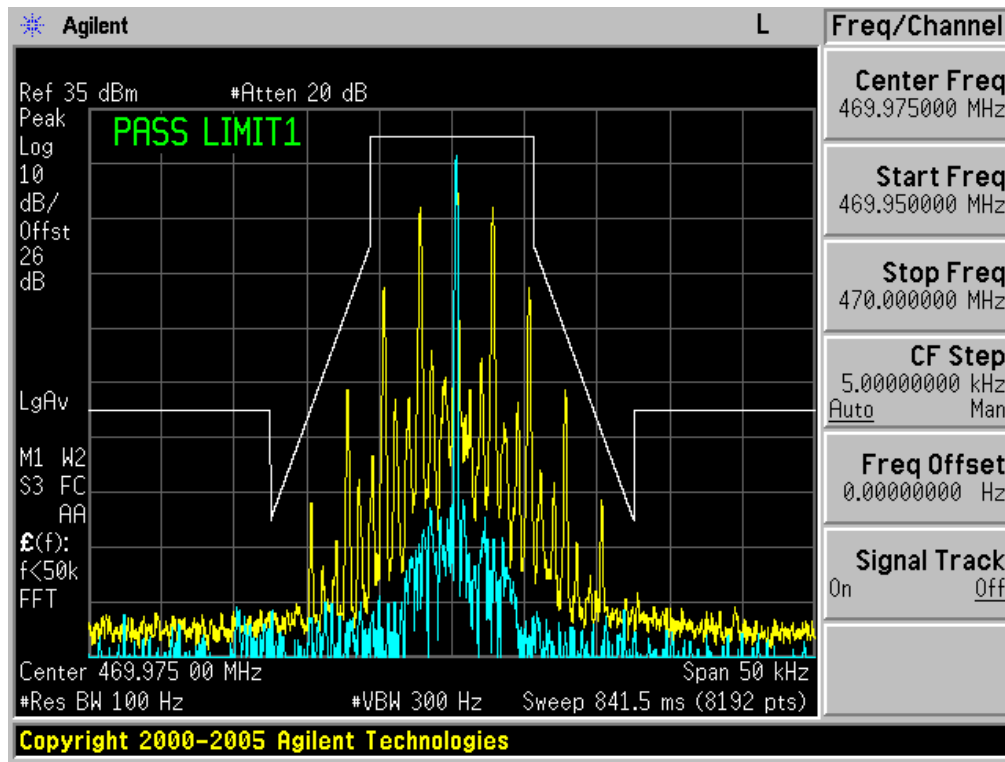 Agilent
L
Freq/Channel
Ref 35 dBm #Atten 20 dB
Peak
Log
10
dB/
Offst
26
dB
PASS LIMIT1
LgAv
M1 W2
S3 FC
AA
£(f):
f<50k
FFT
Center 469.975 00 MHz Span 50 kHz
#Res BW 100 Hz #VBW 300 Hz Sweep 841.5 ms (8192 pts)
Copyright 2000-2005 Agilent Technologies
Center Freq
469.975000 MHz
Start Freq
469.950000 MHz
Stop Freq
470.000000 MHz
CF Step
5.00000000 kHz
Auto Man
Freq Offset
0.00000000 Hz
Signal Track
On Off